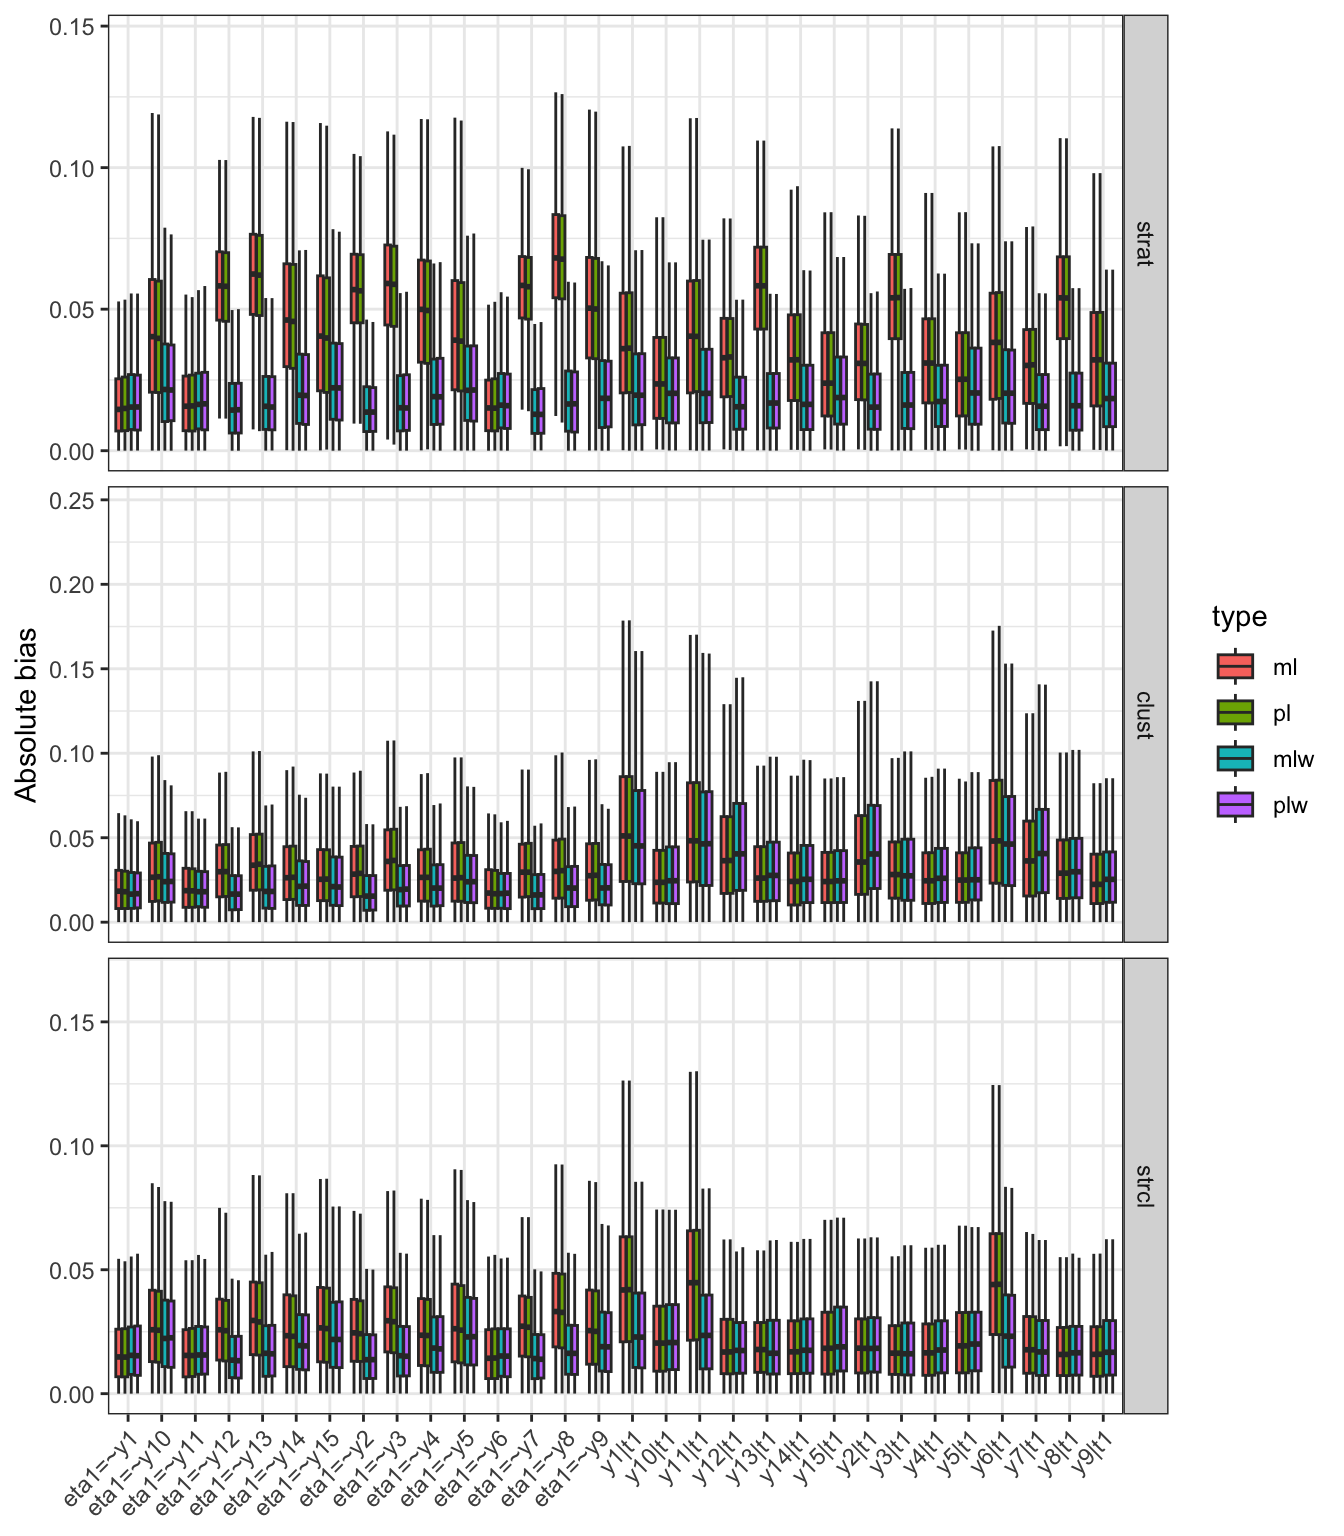 0.15
0.10
0.05
0.00
strat
0.25
0.20
0.15
0.10
0.05
0.00
clust
0.15
0.10
0.05
0.00
strcl
Absolute bias
eta1=~y1
eta1=~y10
eta1=~y11
eta1=~y12
eta1=~y13
eta1=~y14
eta1=~y15
eta1=~y2
eta1=~y3
eta1=~y4
eta1=~y5
eta1=~y6
eta1=~y7
eta1=~y8
eta1=~y9
y1|t1
y10|t1
y11|t1
y12|t1
y13|t1
y14|t1
y15|t1
y2|t1
y3|t1
y4|t1
y5|t1
y6|t1
y7|t1
y8|t1
y9|t1
type
ml
pl
mlw
plw